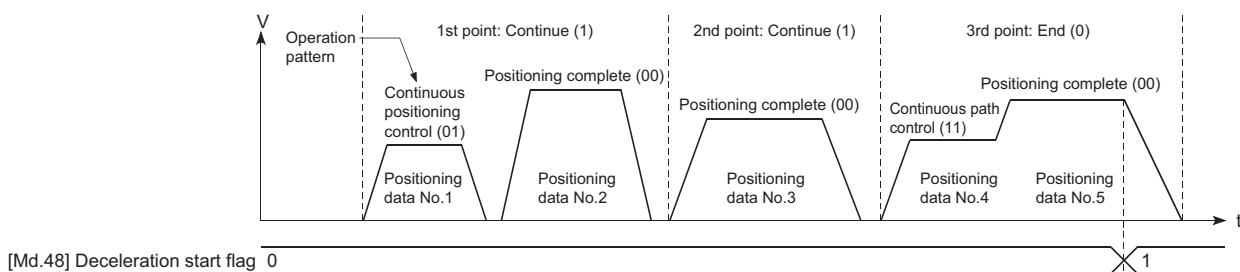 V
Operation
pattern
1st point: Continue (1)
2nd point: Continue (1)
3rd point: End (0)
Continuous
positioning
control (01)
Positioning complete (00)
Positioning complete (00)
Continuous path
control (11)
Positioning complete (00)
Positioning
data No.1
Positioning
data No.2
Positioning
data No.3
Positioning
data No.4
Positioning
data No.5
t
[Md.48] Deceleration start flag 0
1